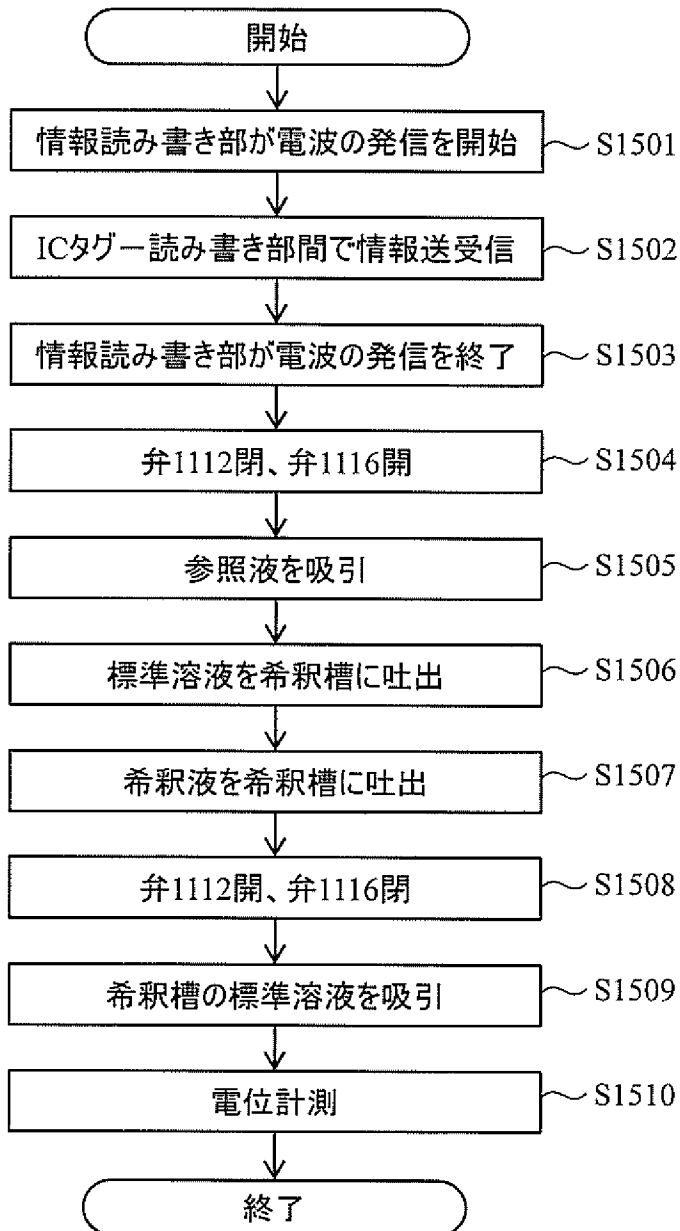 開始
情報読み書き部が電波の発信を開始 S1501
ICタグー読み書き部間で情報送受信 S1502
情報読み書き部が電波の発信を終了 S1503
弁1112閉、弁1116開 S1504
参照液を吸引 S1505
標準溶液を希釈槽に吐出 S1506
希釈液を希釈槽に吐出 S1507
弁1112開、弁1116閉 S1508
希釈槽の標準溶液を吸引 S1509
電位計測 S1510
終了